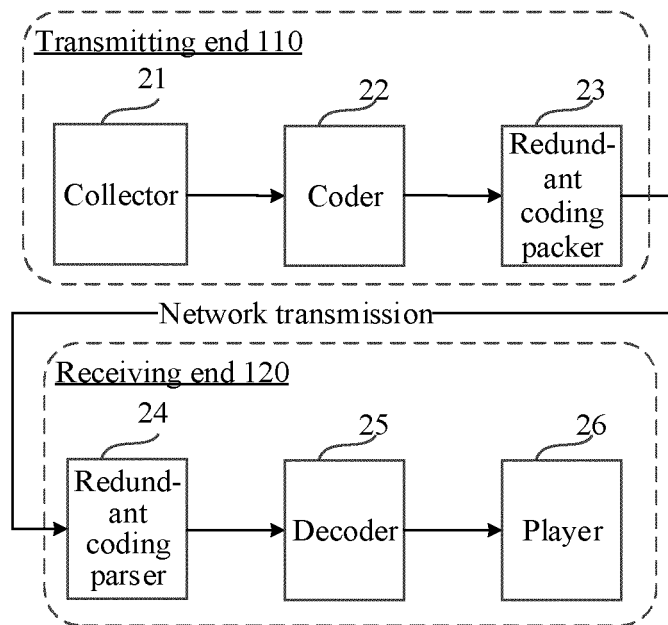 Transmitting end 110
21
22
23
Collector
Coder
Redund-
ant
coding
packer
Network transmission
Receiving end 120
24
25
26
Redund-
ant
coding
parser
Decoder
Player